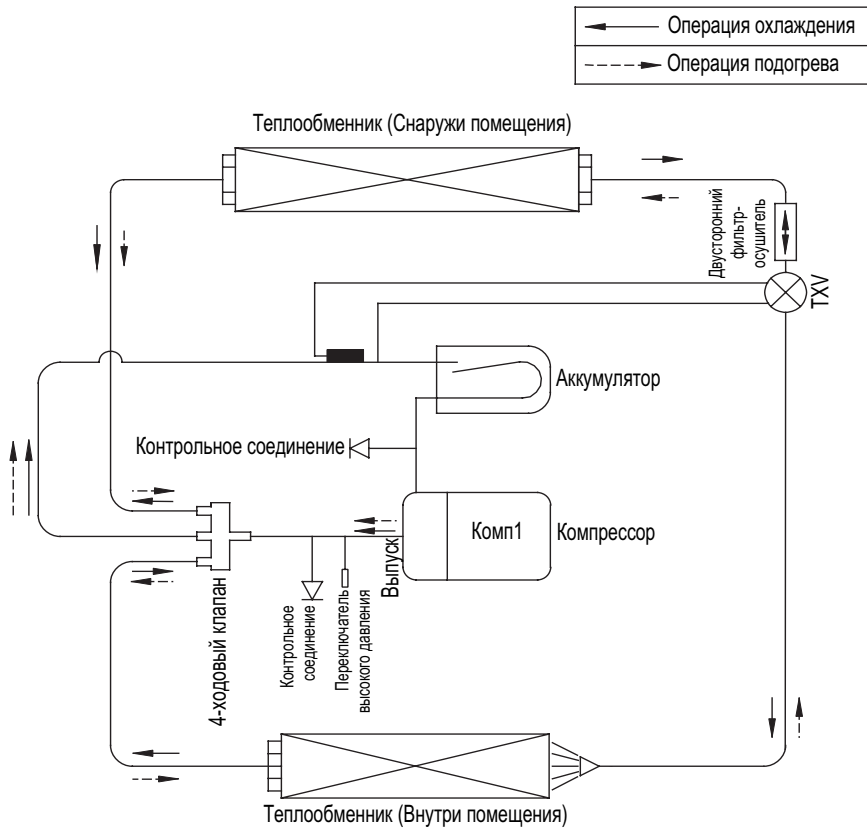 Операция охлаждения
Операция подогрева
Теплообменник (Снаружи помещения)
Двусторонний
фильтр-
осушитель
TXV
Аккумулятор
Контрольное соединение
Комп1
Компрессор
Выпуск
4-ходовый клапан
Контрольное
соединение
Переключатель
высокого давления
Теплообменник (Внутри помещения)